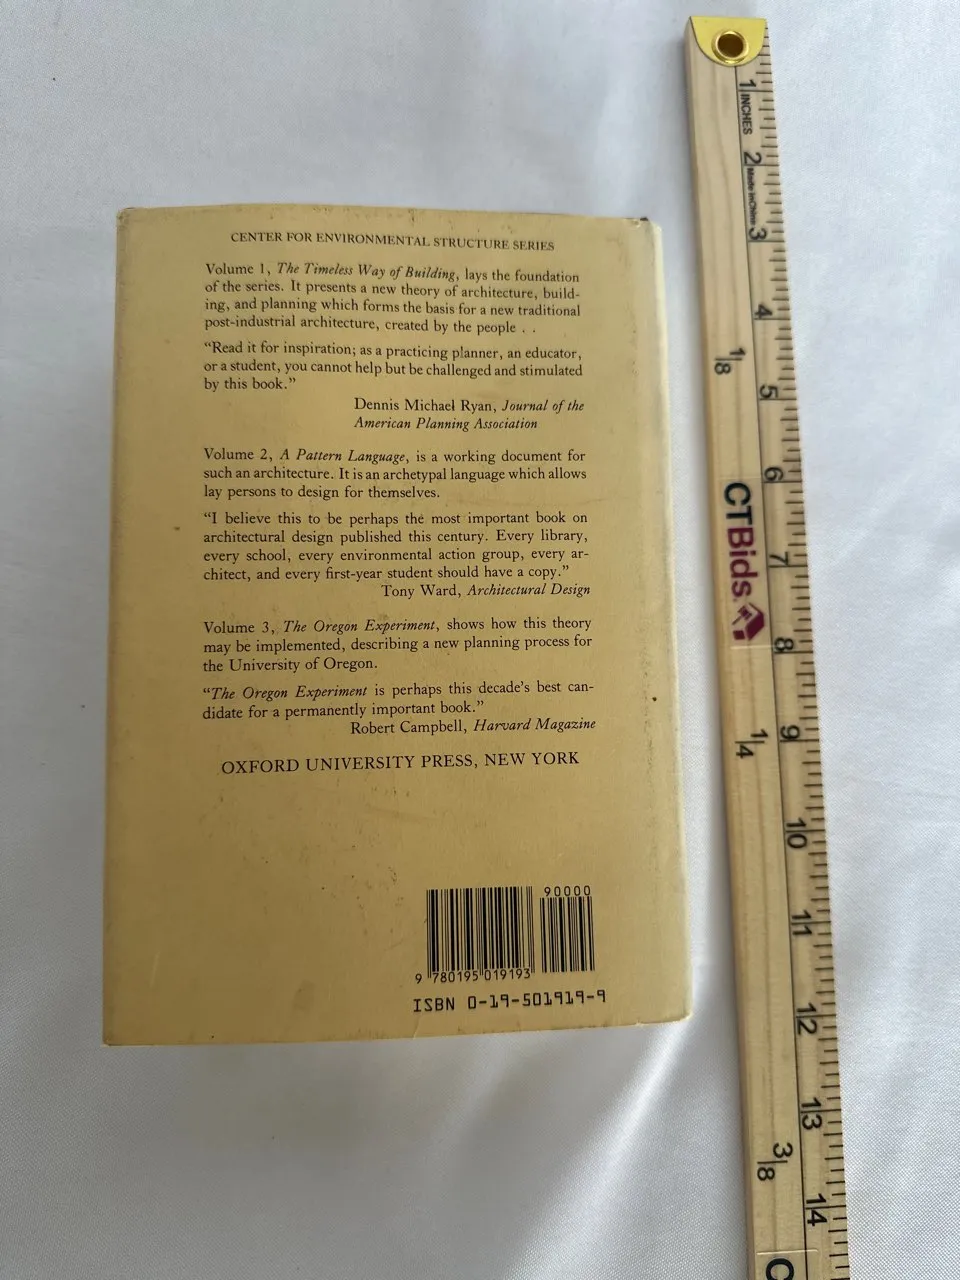 CENTER FOR ENVIRONMENTAL STRUCTURE SERIES
Volume 1, The Timeless Way of Building, lays the foundation
of the series. It presents a new theory of architecture, build-
ing, and planning which forms the basis for a new traditional
post-industrial architecture, created by the people . .
“Read it for inspiration; as a practicing planner, an educator,
or a student, you cannot help but be challenged and stimulated
by this book.”
Dennis Michael Ryan, Journal of the
American Planning Association
Volume 2, A Pattern Language, is a working document for
such an architecture. It is an archetypal language which allows
lay persons to design for themselves.
“I believe this to be perhaps the most important book on
architectural design published this century. Every library,
every school, every environmental action group, every ar-
chitect, and every first-year student should have a copy.”
Tony Ward, Architectural Design
Volume 3, The Oregon Experiment, shows how this theory
may be implemented, describing a new planning process for
the University of Oregon.
“The Oregon Experiment is perhaps this decade's best can-
didate for a permanently important book.”
Robert Campbell, Harvard Magazine
OXFORD UNIVERSITY PRESS, NEW YORK
90000
9 780195 019193
ISBN 0-19-501919-9
1
INCHES
2
Made in China
3
4
1/8
5
6
CTBids
7
8
1/4
9
10
11
12
13
3/8
14
C